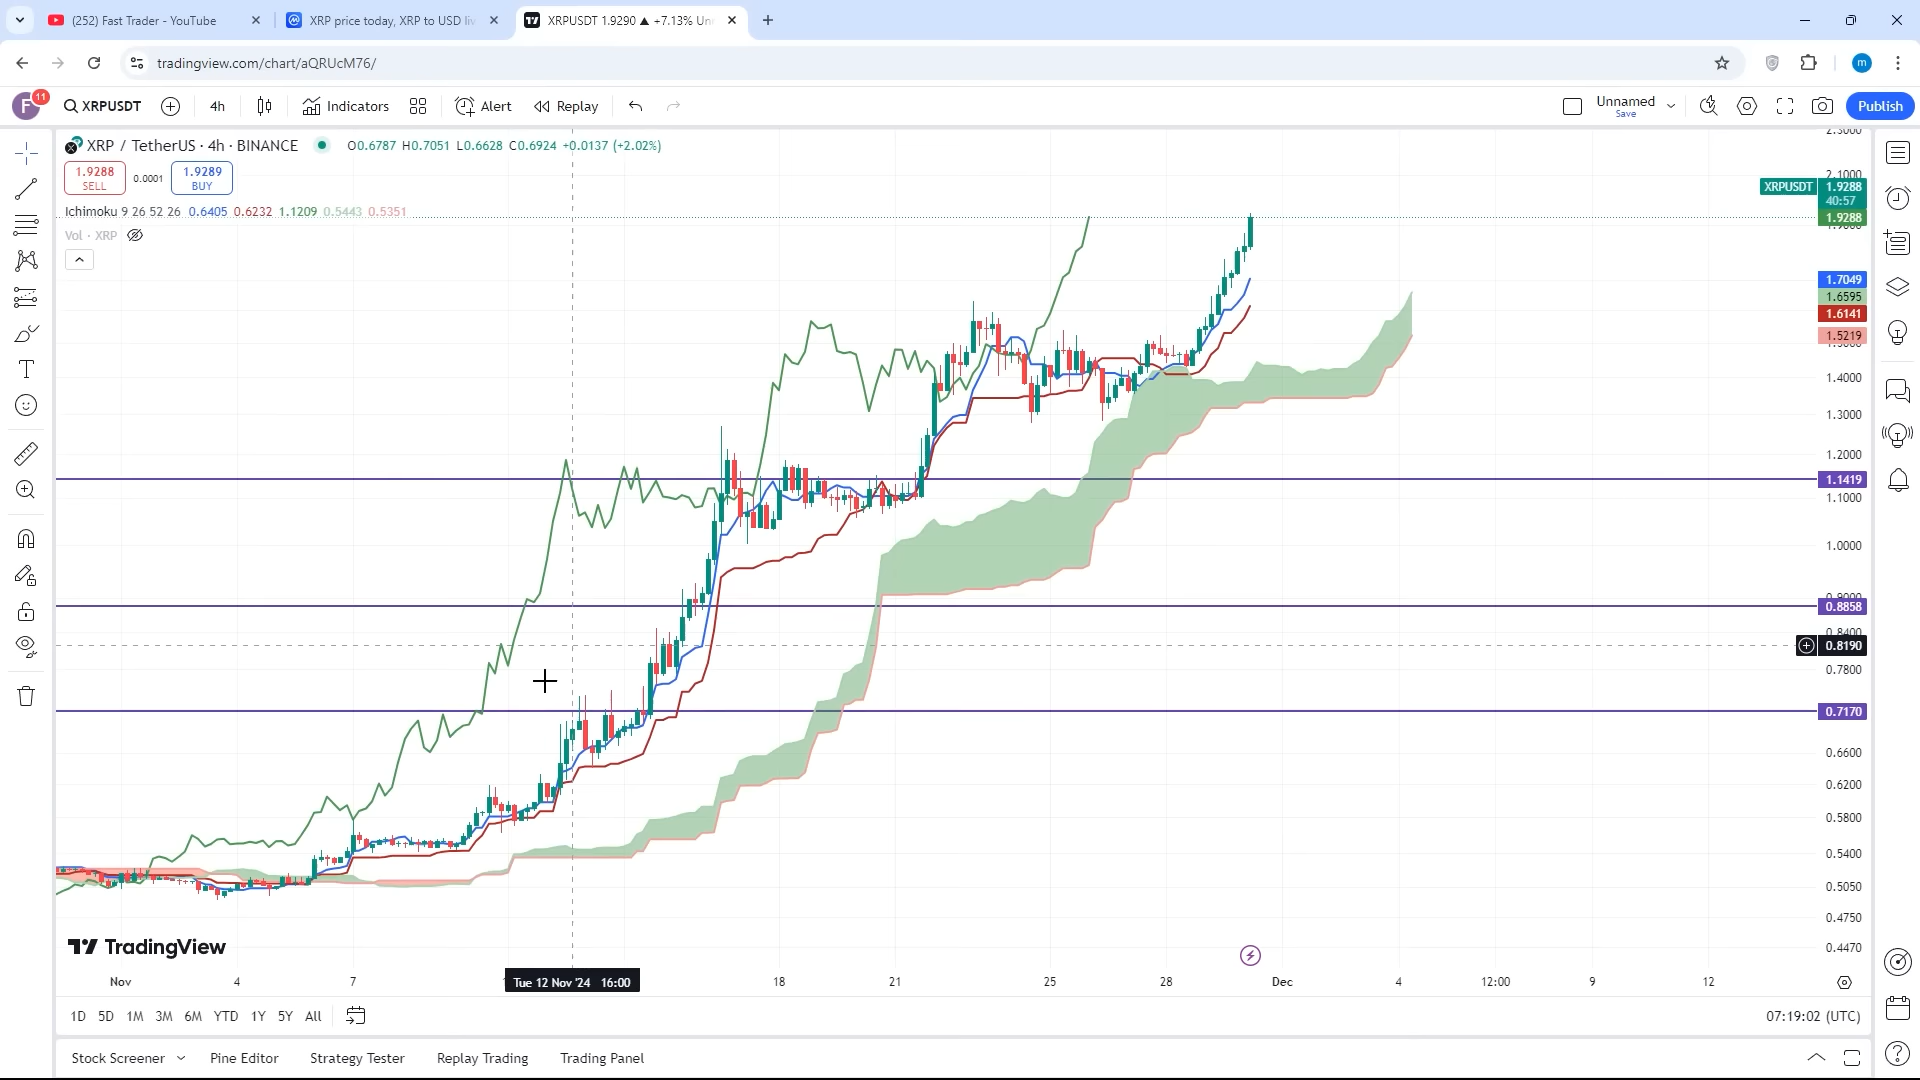 (252) Fast Trader - YouTube
XRP price today, XRP to USD liv
XRPUSDT 1.9290 ▲ +7.13% Un
tradingview.com/chart/aQRUcM76/
m
F 11 XRPUSDT 4h Indicators Alert Replay
Unnamed
Save
Publish
XRP / TetherUS · 4h · BINANCE O0.6787 H0.7051 L0.6628 C0.6924 +0.0137 (+2.02%)
1.9288
SELL
0.0001
1.9289
BUY
Ichimoku 9 26 52 26 0.6405 0.6232 1.1209 0.5443 0.5351
Vol · XRP
2.3000
2.1000
XRPUSDT 1.9288
40:57
1.9288
1.7049
1.6595
1.6141
1.5219
1.4000
1.3000
1.2000
1.1419
1.1000
1.0000
0.8858
0.8400
0.8190
0.7800
0.7170
0.6600
0.6200
0.5800
0.5400
0.5050
0.4750
0.4470
TradingView
Nov 4 7 Tue 12 Nov '24 16:00 18 21 25 28 Dec 4 12:00 9 12
1D 5D 1M 3M 6M YTD 1Y 5Y All
07:19:02 (UTC)
Stock Screener Pine Editor Strategy Tester Replay Trading Trading Panel